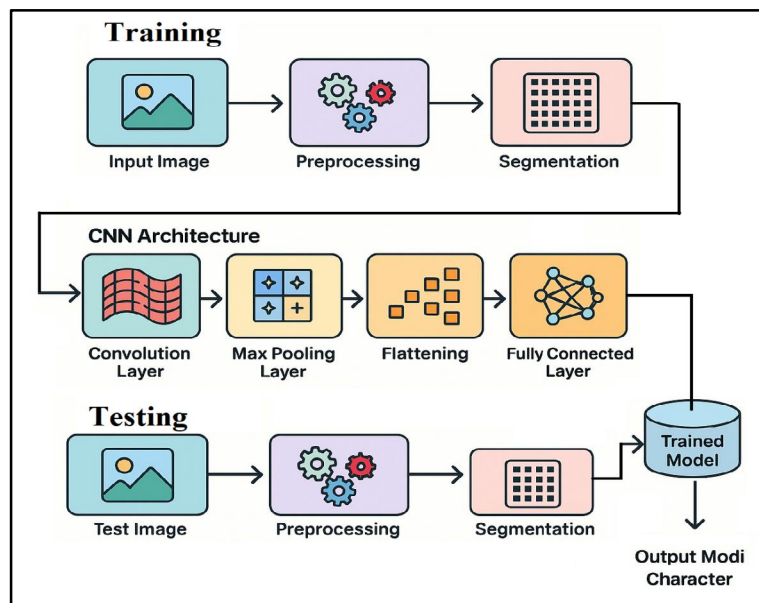 Training
Input Image
Preprocessing
Segmentation
CNN Architecture
Convolution
Layer
Max Pooling
Layer
Flattening
Fully Connected
Layer
Testing
Test Image
Preprocessing
Segmentation
Trained
Model
Output Modi
Character